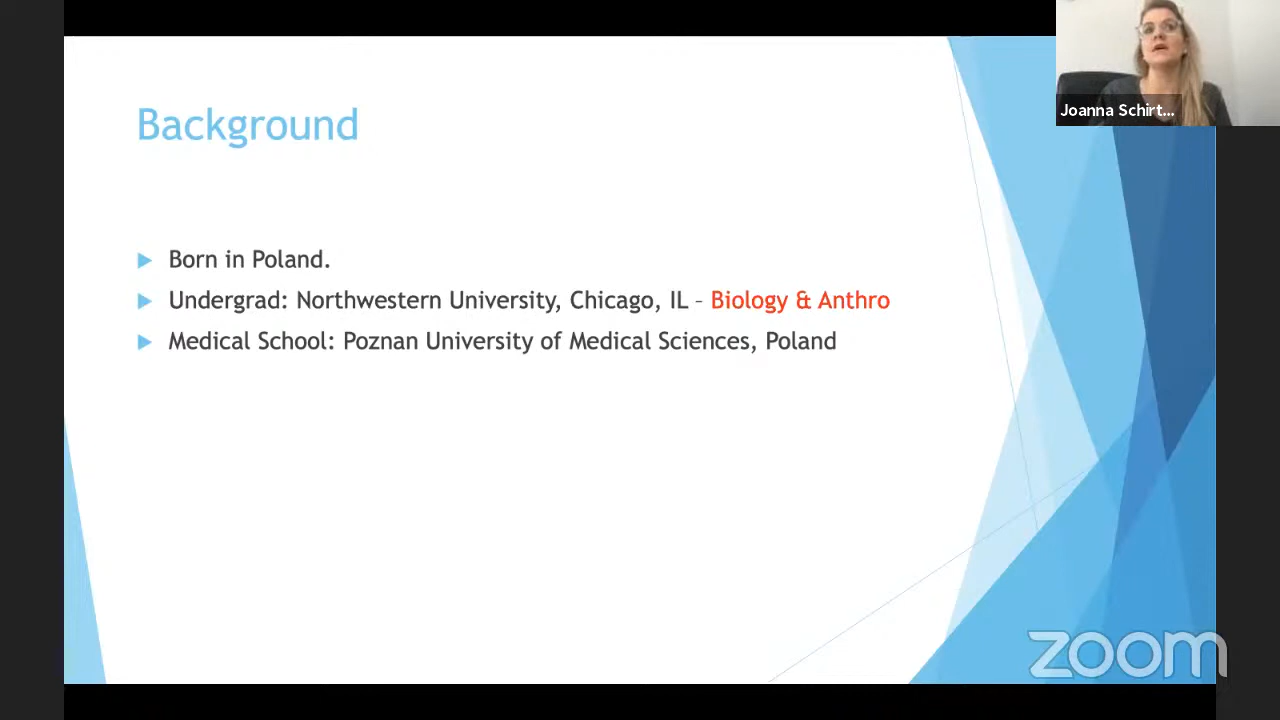 Joanna Schirt...
Background
Born in Poland.
Undergrad: Northwestern University, Chicago, IL – Biology & Anthro
Medical School: Poznan University of Medical Sciences, Poland
zoom